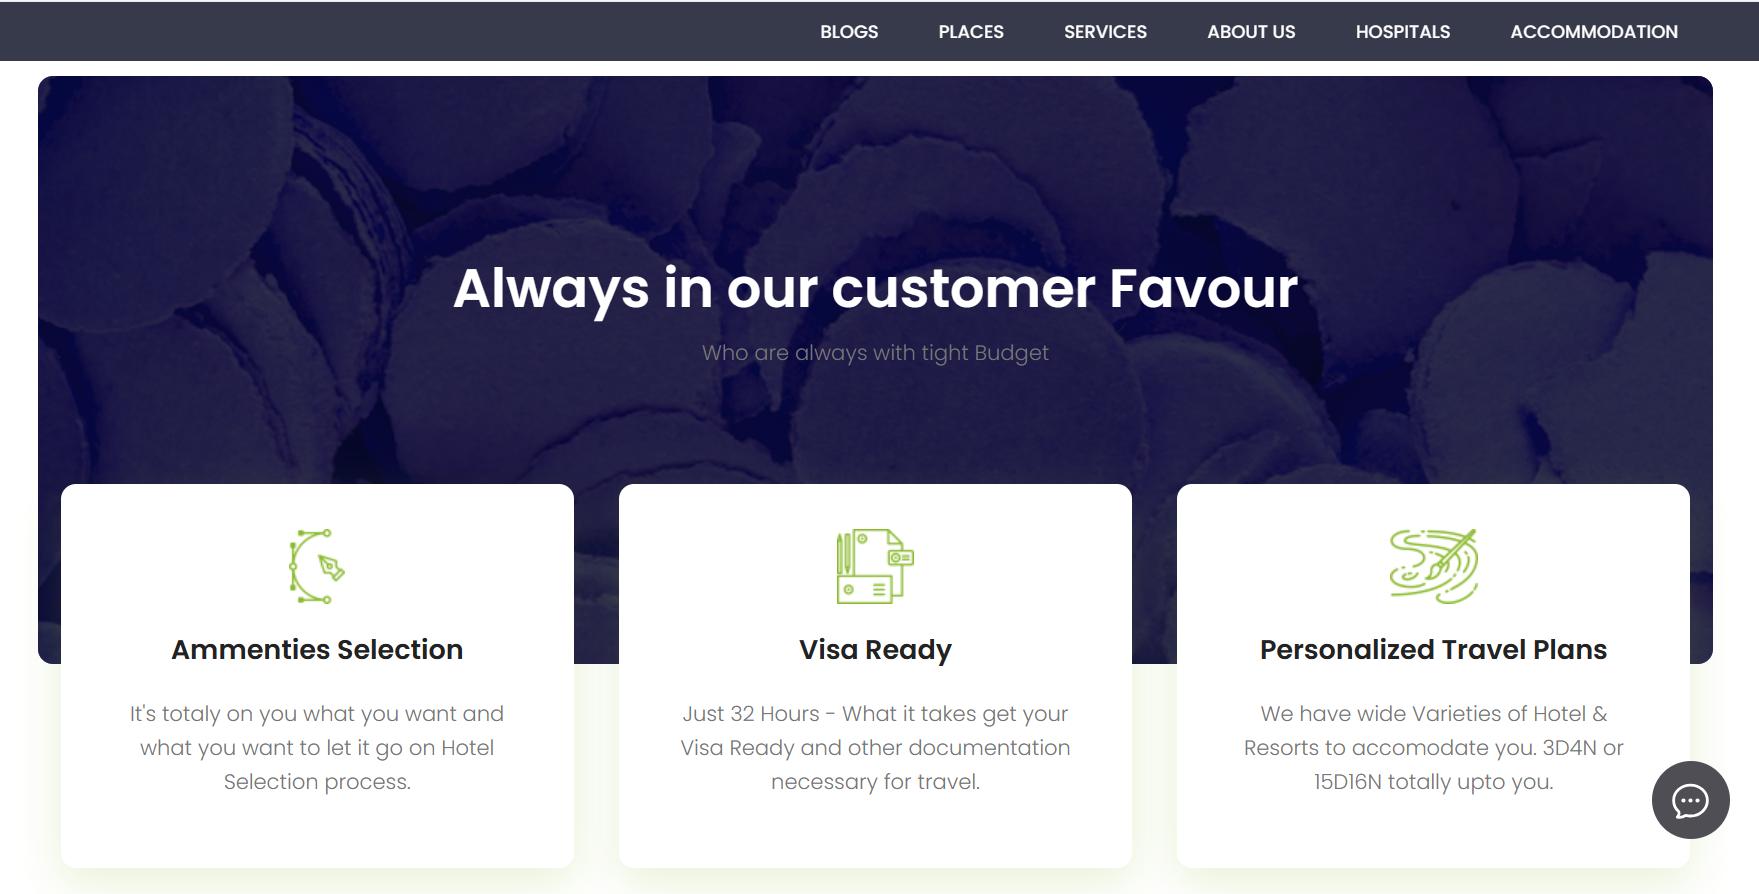 BLOGS PLACES SERVICES ABOUT US HOSPITALS ACCOMMODATION
Always in our customer Favour
Who are always with tight Budget
Ammenties Selection
It's totaly on you what you want and
what you want to let it go on Hotel
Selection process.
Visa Ready
Just 32 Hours - What it takes get your
Visa Ready and other documentation
necessary for travel.
Personalized Travel Plans
We have wide Varieties of Hotel &
Resorts to accomodate you. 3D4N or
15D16N totally upto you.